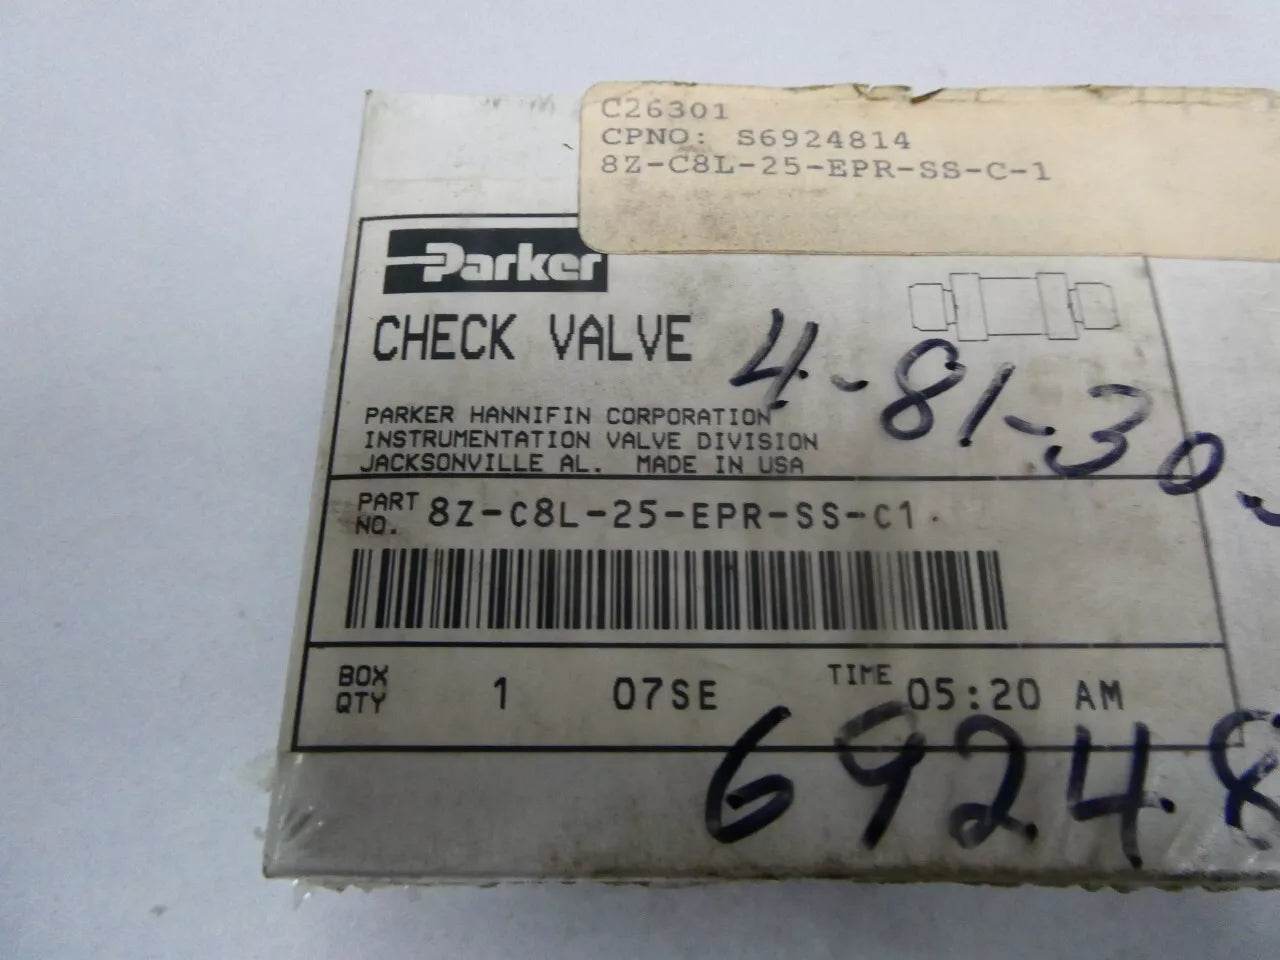 C26301
CPNO: S6924814
8Z-C8L-25-EPR-SS-C-1
Parker
CHECK VALVE
4-81-30
PARKER HANNIFIN CORPORATION
INSTRUMENTATION VALVE DIVISION
JACKSONVILLE AL. MADE IN USA
PART NO. 8Z-C8L-25-EPR-SS-C1
BOX QTY 1 07SE TIME 05:20 AM
69248